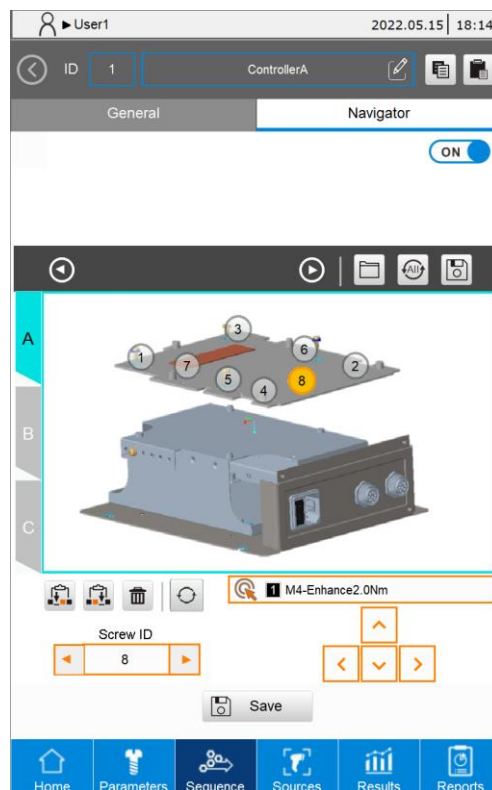 User1
2022.05.15 18:14
ID 1 ControllerA
General Navigator
ON
All
A
B
C
3
1
7
6
2
5
4
8
1 M4-Enhance2.0Nm
Screw ID
8
Save
Home Parameters Sequence Sources Results Reports